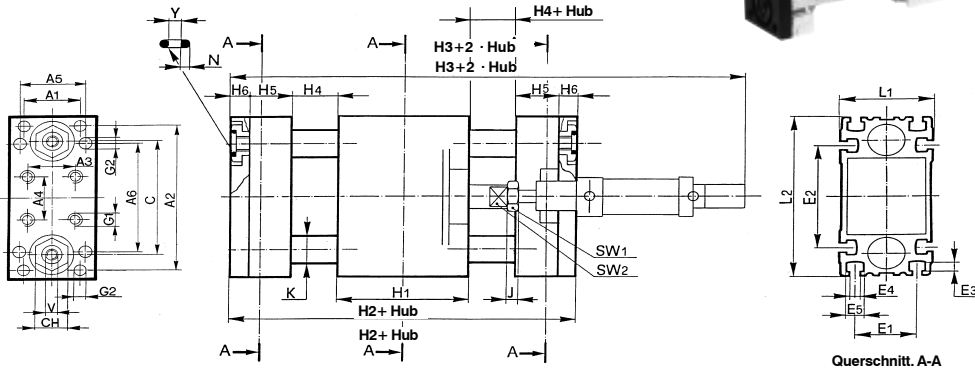 Y
N
A
A
H4+ Hub
H3+2 · Hub
H3+2 · Hub
A5
A1
H6
H5
H4
H5
H6
L1
G2
A3
A4
A6
C
A2
G1
L2
E2
SW1
SW2
K
J
G2
V
CH
H1
H2+ Hub
H2+ Hub
E4
E3
E5
E1
A
A
A
Querschnitt. A-A